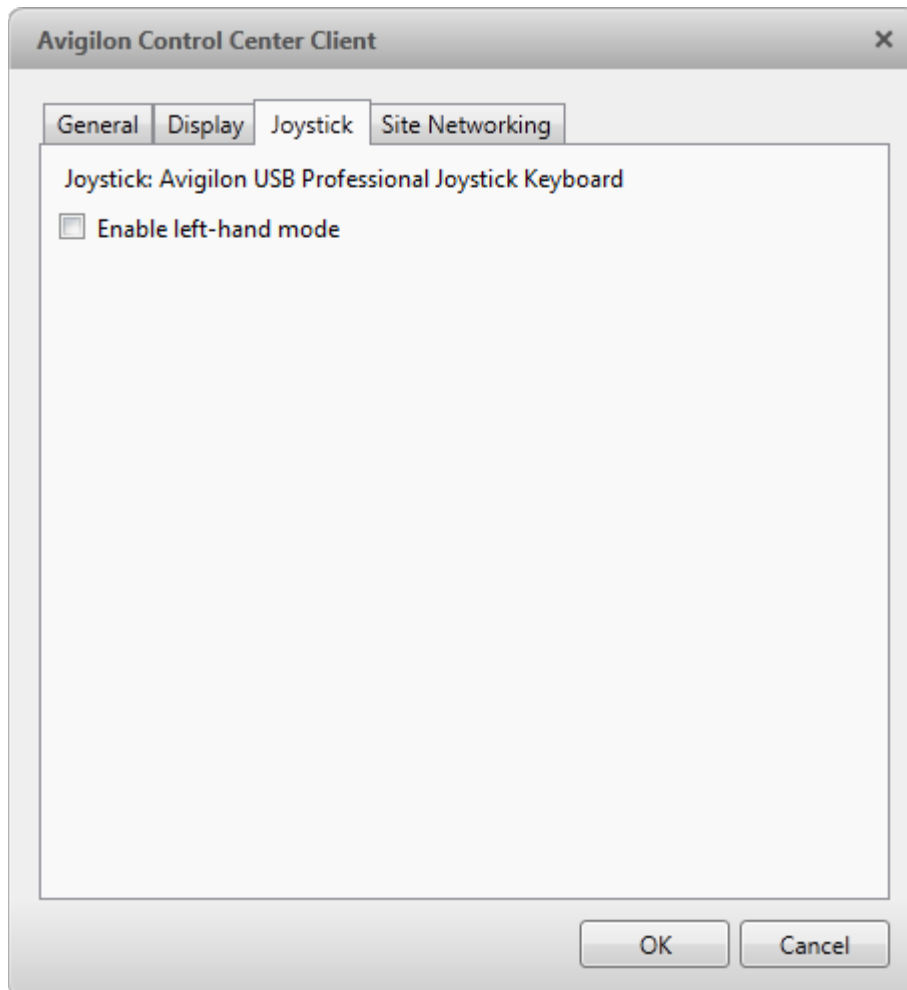 Avigilon Control Center Client
General Display Joystick Site Networking
Joystick: Avigilon USB Professional Joystick Keyboard
Enable left-hand mode
OK Cancel